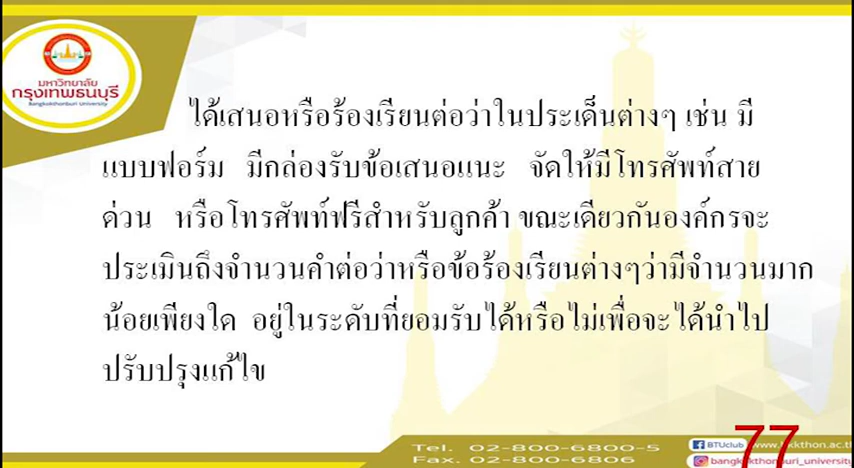 มหาวิทยาลัย
กรุงเทพธนบุรี
Bangkokthonburi University
ได้เสนอหรือร้องเรียนต่อว่าในประเด็นต่างๆ เช่น มี
แบบฟอร์ม มีกล่องรับข้อเสนอแนะ จัดให้มีโทรศัพท์สาย
ด่วน หรือโทรศัพท์ฟรีสำหรับลูกค้า ขณะเดียวกันองค์กรจะ
ประเมินถึงจำนวนคำต่อว่าหรือข้อร้องเรียนต่างๆว่ามีจำนวนมาก
น้อยเพียงใด อยู่ในระดับที่ยอมรับได้หรือไม่เพื่อจะได้นำไป
ปรับปรุงแก้ไข
Tel. 02-800-6800-5
Fax. 02-800-6806
BTUclub
77